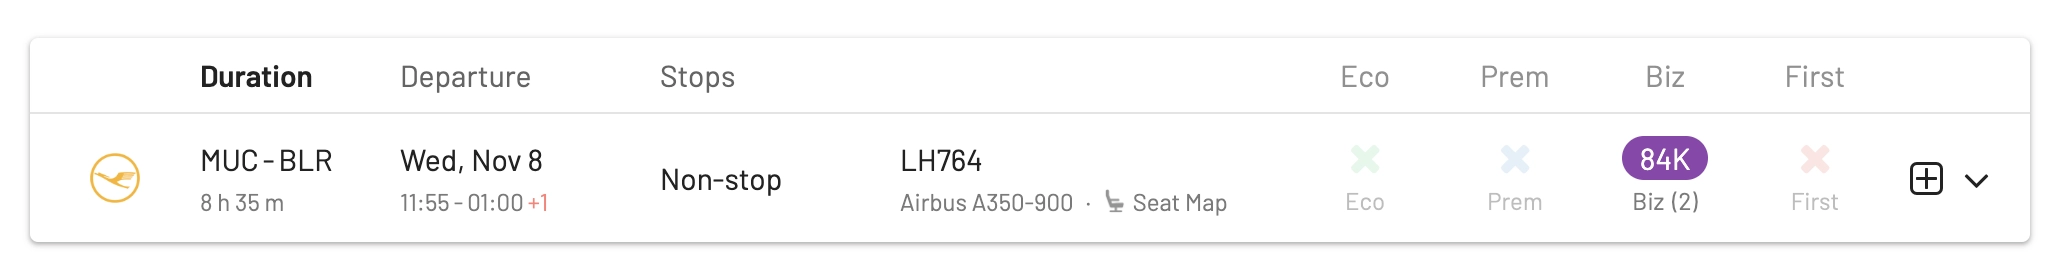 Duration Departure Stops Eco Prem Biz First
MUC - BLR Wed, Nov 8 Non-stop LH764 84K
8 h 35 m 11:55 - 01:00 +1 Airbus A350-900 · Seat Map Eco Prem Biz (2) First